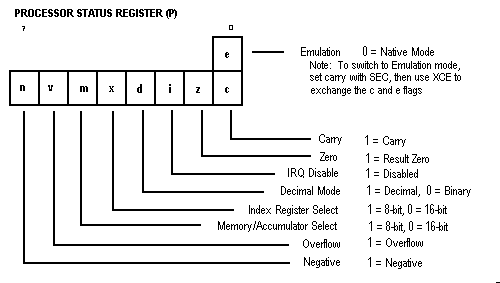 PROCESSOR STATUS REGISTER (P)
7 0
e
Emulation 0 = Native Mode
Note: To switch to Emulation mode,
set carry with SEC, then use XCE to
exchange the c and e flags
n v m x d i z c
Carry 1 = Carry
Zero 1 = Result Zero
IRQ Disable 1 = Disabled
Decimal Mode 1 = Decimal, 0 = Binary
Index Register Select 1 = 8-bit, 0 = 16-bit
Memory/Accumulator Select 1 = 8-bit, 0 = 16-bit
Overflow 1 = Overflow
Negative 1 = Negative